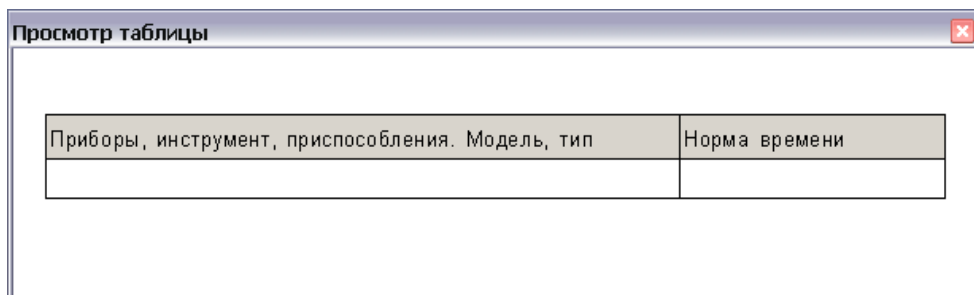 Просмотр таблицы
Приборы, инструмент, приспособления. Модель, тип
Норма времени